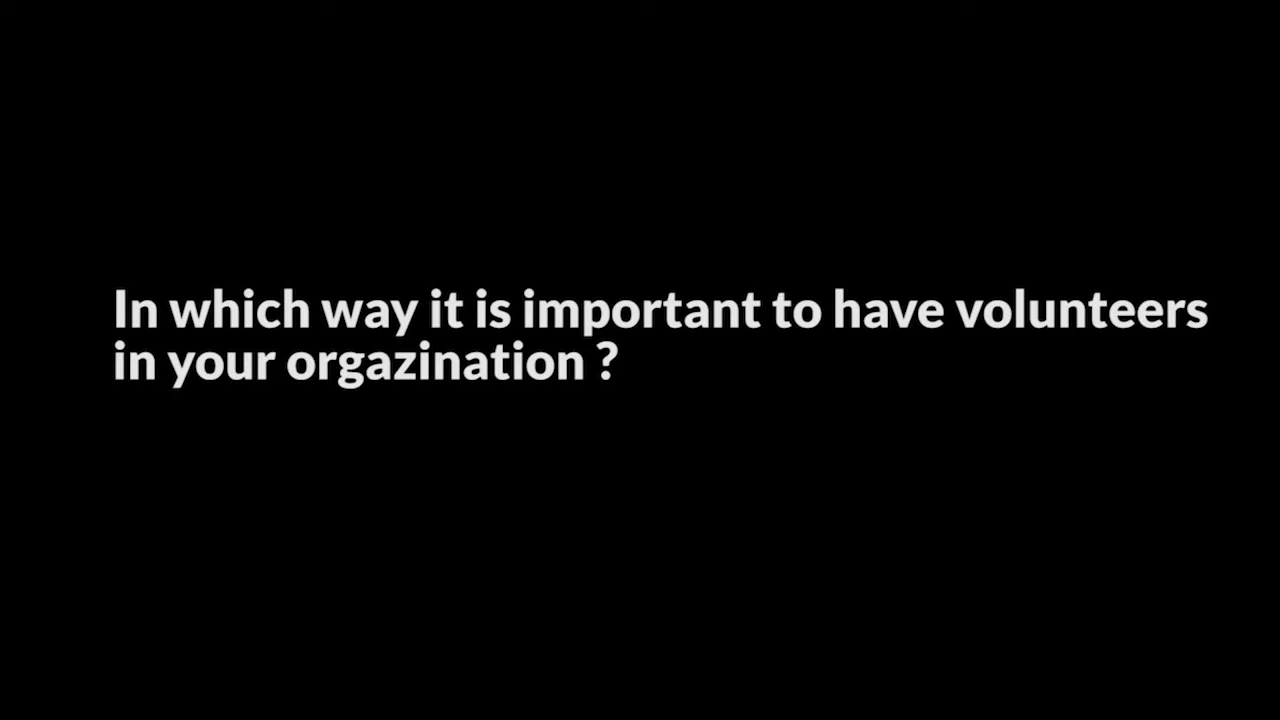 In which way it is important to have volunteers
in your orgazination ?